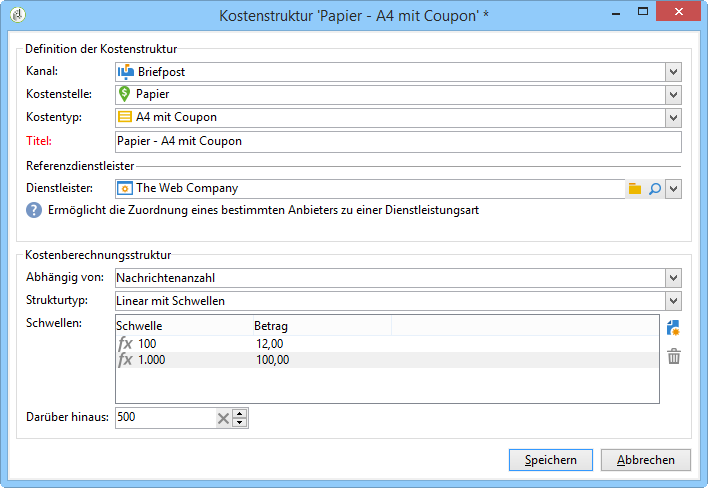 Kostenstruktur 'Papier - A4 mit Coupon' *
Definition der Kostenstruktur
Kanal: Briefpost
Kostenstelle: Papier
Kostentyp: A4 mit Coupon
Titel: Papier - A4 mit Coupon
Referenzdienstleister
Dienstleister: The Web Company
? Ermöglicht die Zuordnung eines bestimmten Anbieters zu einer Dienstleistungsart
Kostenberechnungsstruktur
Abhängig von: Nachrichtenanzahl
Strukturtyp: Linear mit Schwellen
Schwellen: Schwelle Betrag
fx 100 12,00
fx 1.000 100,00
Darüber hinaus: 500
Speichern Abbrechen